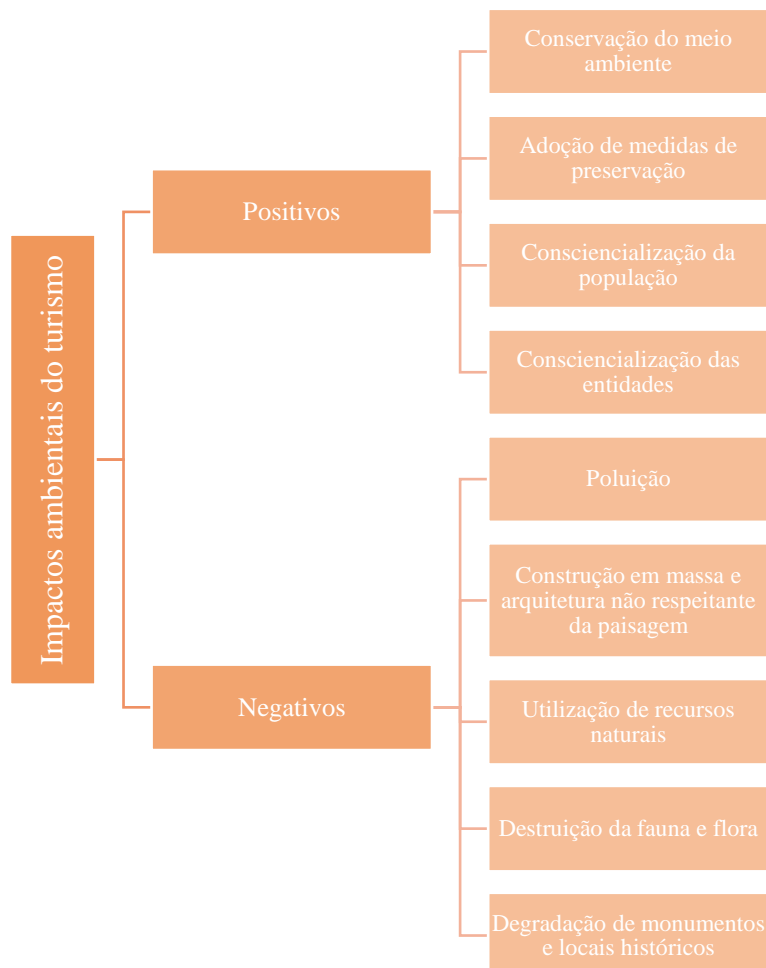 Impactos ambientais do turismo
Positivos
Conservação do meio
ambiente
Adoção de medidas de
preservação
Consciencialização da
população
Consciencialização das
entidades
Negativos
Poluição
Construção em massa e
arquitetura não respeitante
da paisagem
Utilização de recursos
naturais
Destruição da fauna e flora
Degradação de monumentos
e locais históricos